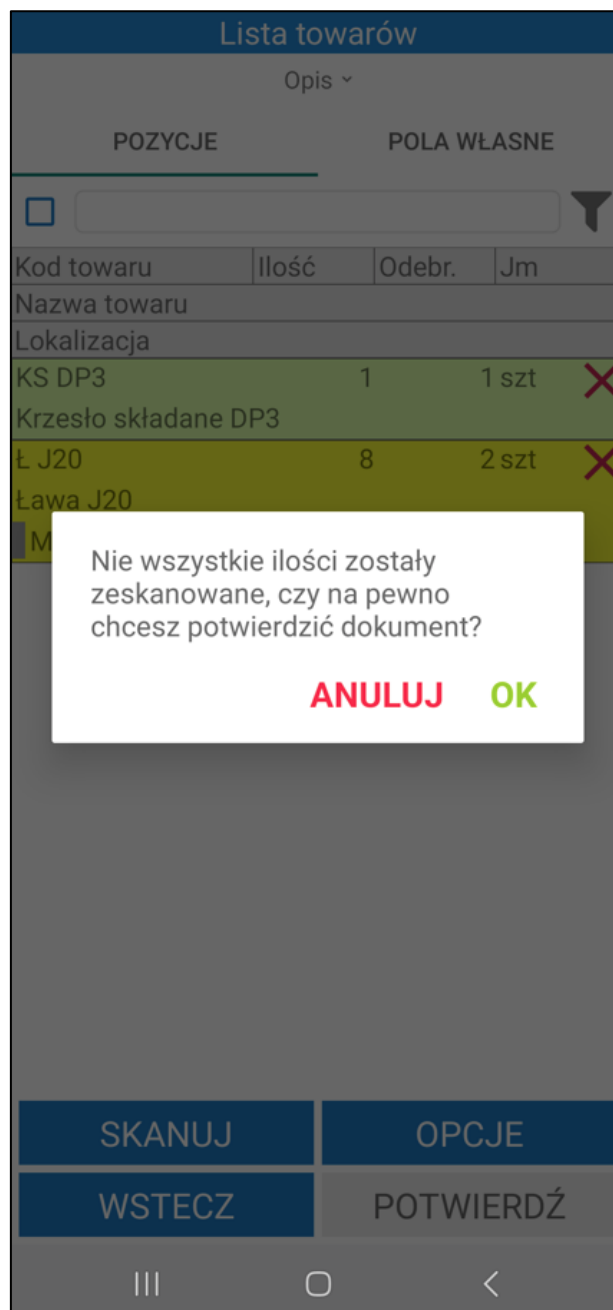 Lista towarów
Opis
POZYCJE POLA WŁASNE
Kod towaru Ilość Odebr. Jm
Nazwa towaru
Lokalizacja
KS DP3 1 1 szt
Krzesło składane DP3
Ł J20 8 2 szt
Ława J20
M
Nie wszystkie ilości zostały
zeskanowane, czy na pewno
chcesz potwierdzić dokument?
ANULUJ OK
SKANUJ OPCJE
WSTECZ POTWIERDŹ